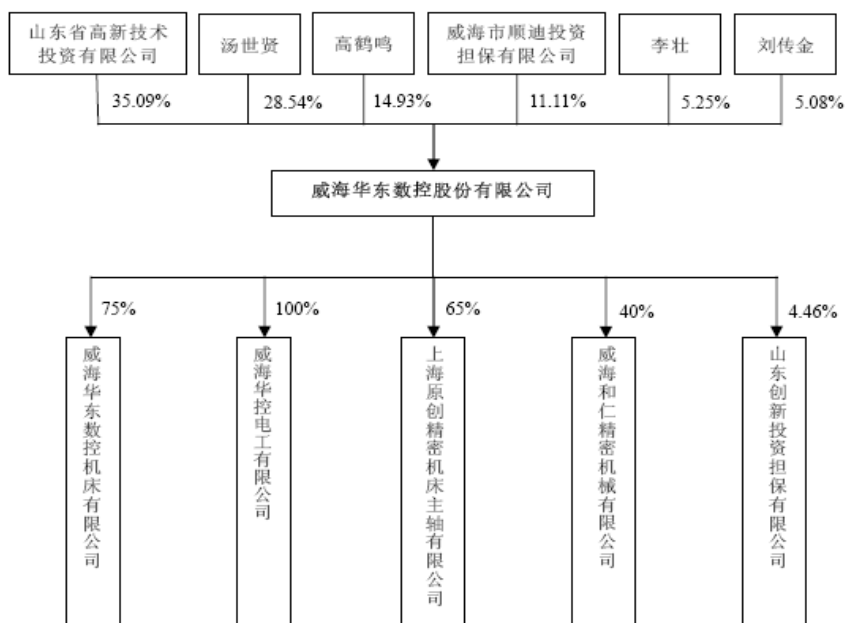 山东省高新技术
投资有限公司
汤世贤
高鹤鸣
威海市顺迪投资
担保有限公司
李壮
刘传金
35.09%
28.54%
14.93%
11.11%
5.25%
5.08%
威海华东数控股份有限公司
75%
100%
65%
40%
4.46%
威海华东数控机床有限公司
威海华控电工有限公司
上海原创精密机床主轴有限公司
威海和仁精密机械有限公司
山东创新投资担保有限公司